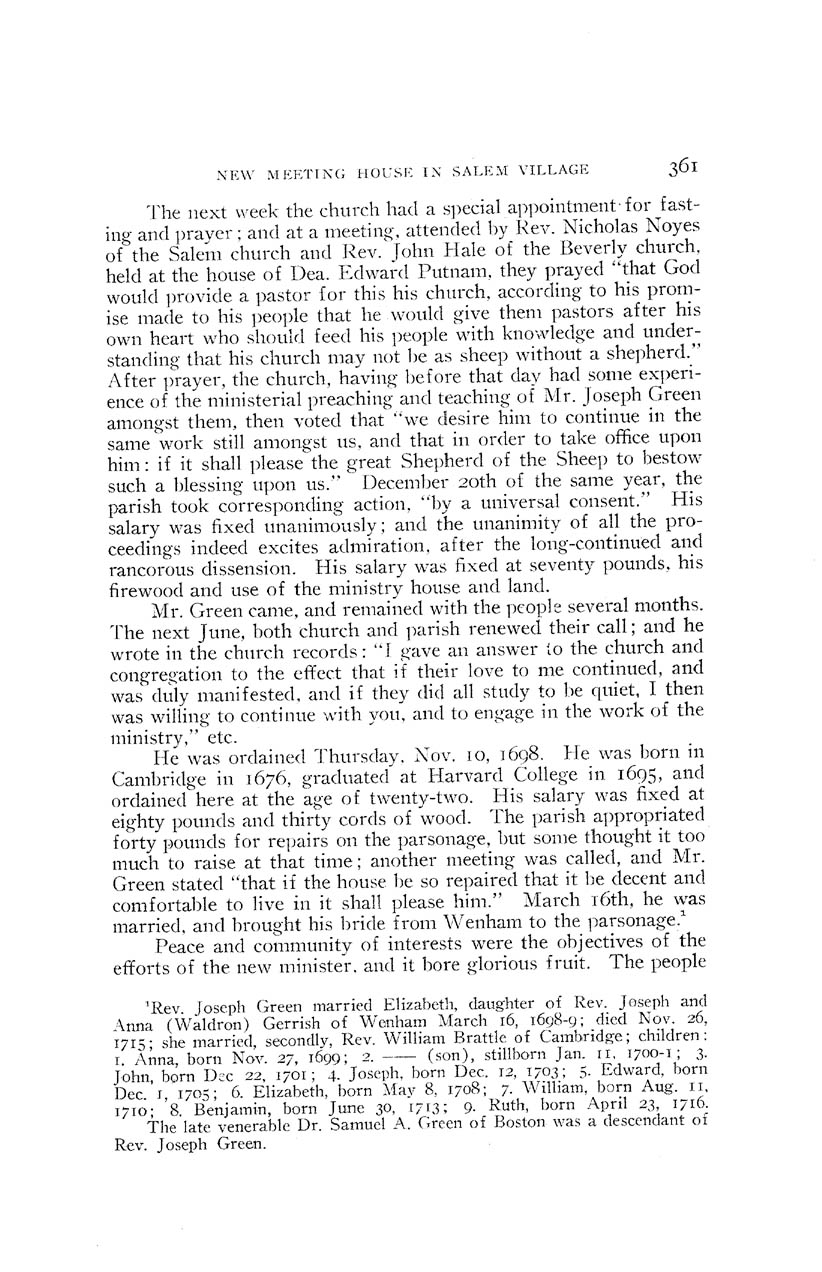 NEW MEETING HOUSE IN SALEM VILLAGE 361
The next week the church had a special appointment for fast-
ing and prayer; and at a meeting, attended by Rev. Nicholas Noyes
of the Salem church and Rev. John Hale of the Beverly church,
held at the house of Dea. Edward Putnam, they prayed "that God
would provide a pastor for this his church, according to his prom-
ise made to his people that he would give them pastors after his
own heart who should feed his people with knowledge and under-
standing that his church may not be as sheep without a shepherd."
After prayer, the church, having before that day had some experi-
ence of the ministerial preaching and teaching of Mr. Joseph Green
amongst them, then voted that "we desire him to continue in the
same work still amongst us, and that in order to take office upon
him: if it shall please the great Shepherd of the Sheep to bestow
such a blessing upon us." December 20th of the same year, the
parish took corresponding action, "by a universal consent." His
salary was fixed unanimously; and the unanimity of all the pro-
ceedings indeed excites admiration, after the long-continued and
rancorous dissension. His salary was fixed at seventy pounds, his
firewood and use of the ministry house and land.
Mr. Green came, and remained with the people several months.
The next June, both church and parish renewed their call; and he
wrote in the church records: "I gave an answer to the church and
congregation to the effect that if their love to me continued, and
was duly manifested, and if they did all study to be quiet, I then
was willing to continue with you, and to engage in the work of the
ministry," etc.
He was ordained Thursday, Nov. 10, 1698. He was born in
Cambridge in 1676, graduated at Harvard College in 1695, and
ordained here at the age of twenty-two. His salary was fixed at
eighty pounds and thirty cords of wood. The parish appropriated
forty pounds for repairs on the parsonage, but some thought it too
much to raise at that time; another meeting was called, and Mr.
Green stated "that if the house be so repaired that it be decent and
comfortable to live in it shall please him." March 16th, he was
married, and brought his bride from Wenham to the parsonage.¹
Peace and community of interests were the objectives of the
efforts of the new minister, and it bore glorious fruit. The people
¹Rev. Joseph Green married Elizabeth, daughter of Rev. Joseph and
Anna (Waldron) Gerrish of Wenham March 16, 1698-9; died Nov. 26,
1715; she married, secondly, Rev. William Brattle of Cambridge; children:
1. Anna, born Nov. 27, 1699; 2. —— (son), stillborn Jan. 11, 1700-1; 3.
John, born Dec 22, 1701; 4. Joseph, born Dec. 12, 1703; 5. Edward, born
Dec. 1, 1705; 6. Elizabeth, born May 8, 1708; 7. William, born Aug. 11,
1710; 8. Benjamin, born June 30, 1713; 9. Ruth, born April 23, 1716.
The late venerable Dr. Samuel A. Green of Boston was a descendant of
Rev. Joseph Green.